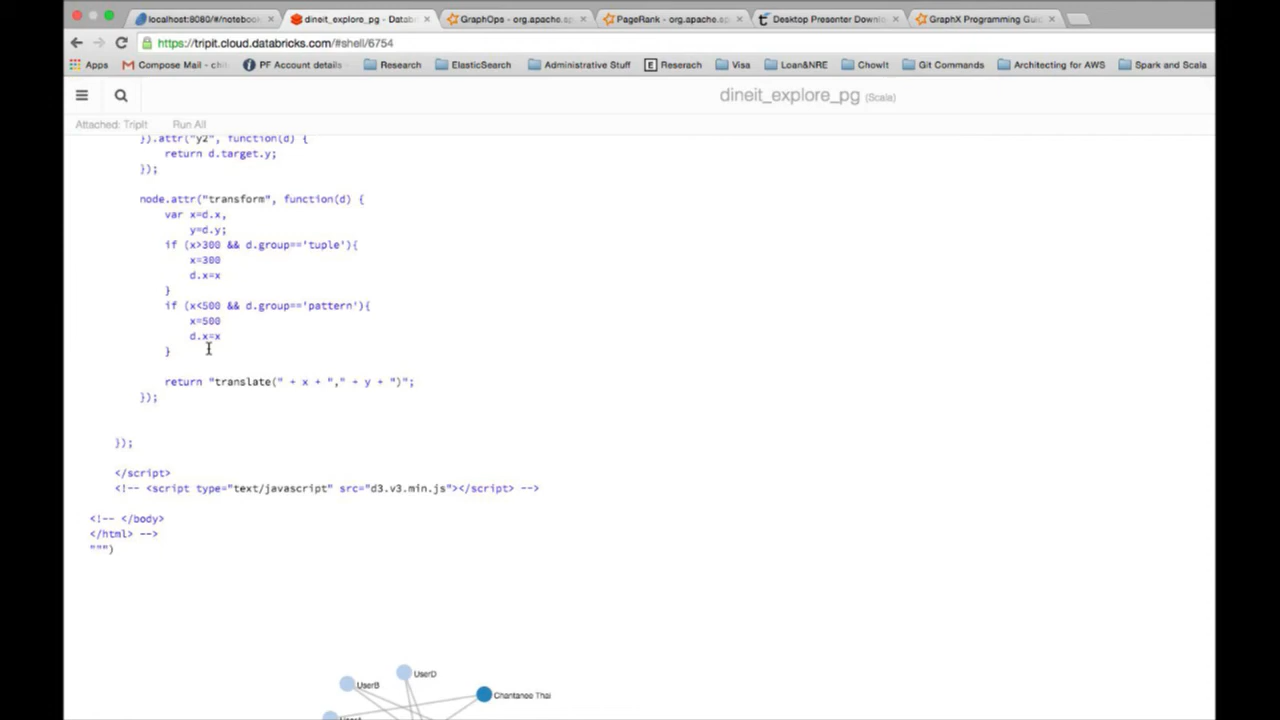 localhost:8080/#/notebook
dineit_explore_pg - Datab
GraphOps - org.apache.sp
PageRank - org.apache.sp
Desktop Presenter Downlo
GraphX Programming Guid
https://tripit.cloud.databricks.com/#shell/6754
Apps
Compose Mail - chi
PF Account details
Research
ElasticSearch
Administrative Stuff
Reserach
Visa
Loan&NRE
ChowIt
Git Commands
Architecting for AWS
Spark and Scala
dineit_explore_pg (Scala)
Attached: TripIt Run All
}).attr("y2", function(d) {
return d.target.y;
});
node.attr("transform", function(d) {
var x=d.x,
y=d.y;
if (x>300 && d.group=='tuple'){
x=300
d.x=x
}
if (x<500 && d.group=='pattern'){
x=500
d.x=x
}
return "translate(" + x + "," + y + ")";
});
});
</script>
<!-- <script type="text/javascript" src="d3.v3.min.js"></script> -->
<!-- </body>
</html> -->
""")
UserD
UserB
Chantanee Thai